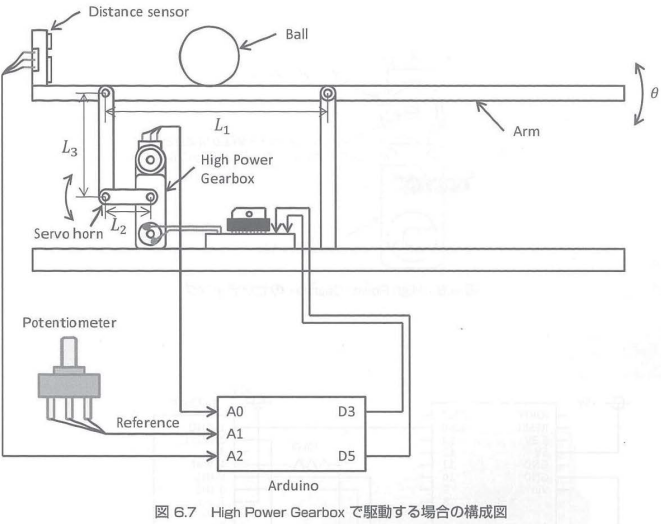 Distance sensor
Ball
θ
L1
Arm
L3
High Power
Gearbox
L2
Servo horn
Potentiometer
Reference
A0
D3
A1
A2
D5
Arduino
図 6.7 High Power Gearbox で駆動する場合の構成図